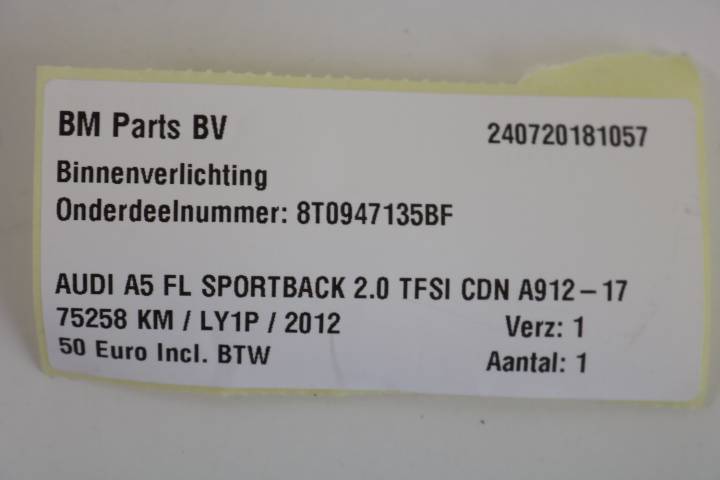 BM Parts BV 240720181057
Binnenverlichting
Onderdeelnummer: 8T0947135BF
AUDI A5 FL SPORTBACK 2.0 TFSI CDN A912-17
75258 KM / LY1P / 2012 Verz: 1
50 Euro Incl. BTW Aantal: 1